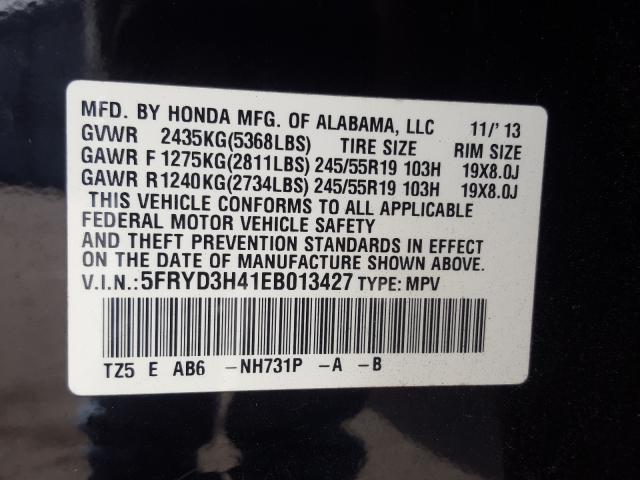 MFD. BY HONDA MFG. OF ALABAMA, LLC 11/' 13
GVWR 2435KG(5368LBS) TIRE SIZE RIM SIZE
GAWR F 1275KG(2811LBS) 245/55R19 103H 19X8.0J
GAWR R1240KG(2734LBS) 245/55R19 103H 19X8.0J
THIS VEHICLE CONFORMS TO ALL APPLICABLE
FEDERAL MOTOR VEHICLE SAFETY
AND THEFT PREVENTION STANDARDS IN EFFECT
ON THE DATE OF MANUFACTURE SHOWN ABOVE.
V.I.N.:5FRYD3H41EB013427 TYPE: MPV
TZ5 E AB6 -NH731P -A -B